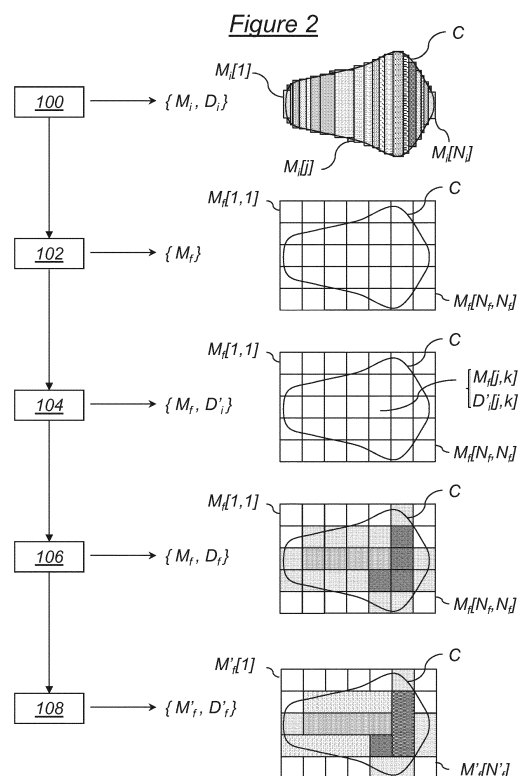 Figure 2
C
Mi[1]
100
{ Mi , Di }
Mi[j]
Mi[Ni]
Mf[1,1]
C
102
{ Mf }
Mf[Nf,Nf]
Mf[1,1]
C
Mf[j,k]
104
{ Mf , D'i }
D'i[j,k]
Mf[Nf,Nf]
Mf[1,1]
C
106
{ Mf , Df }
Mf[Nf,Nf]
M'f[1]
C
108
{ M'f , D'f }
M'f[N'f]